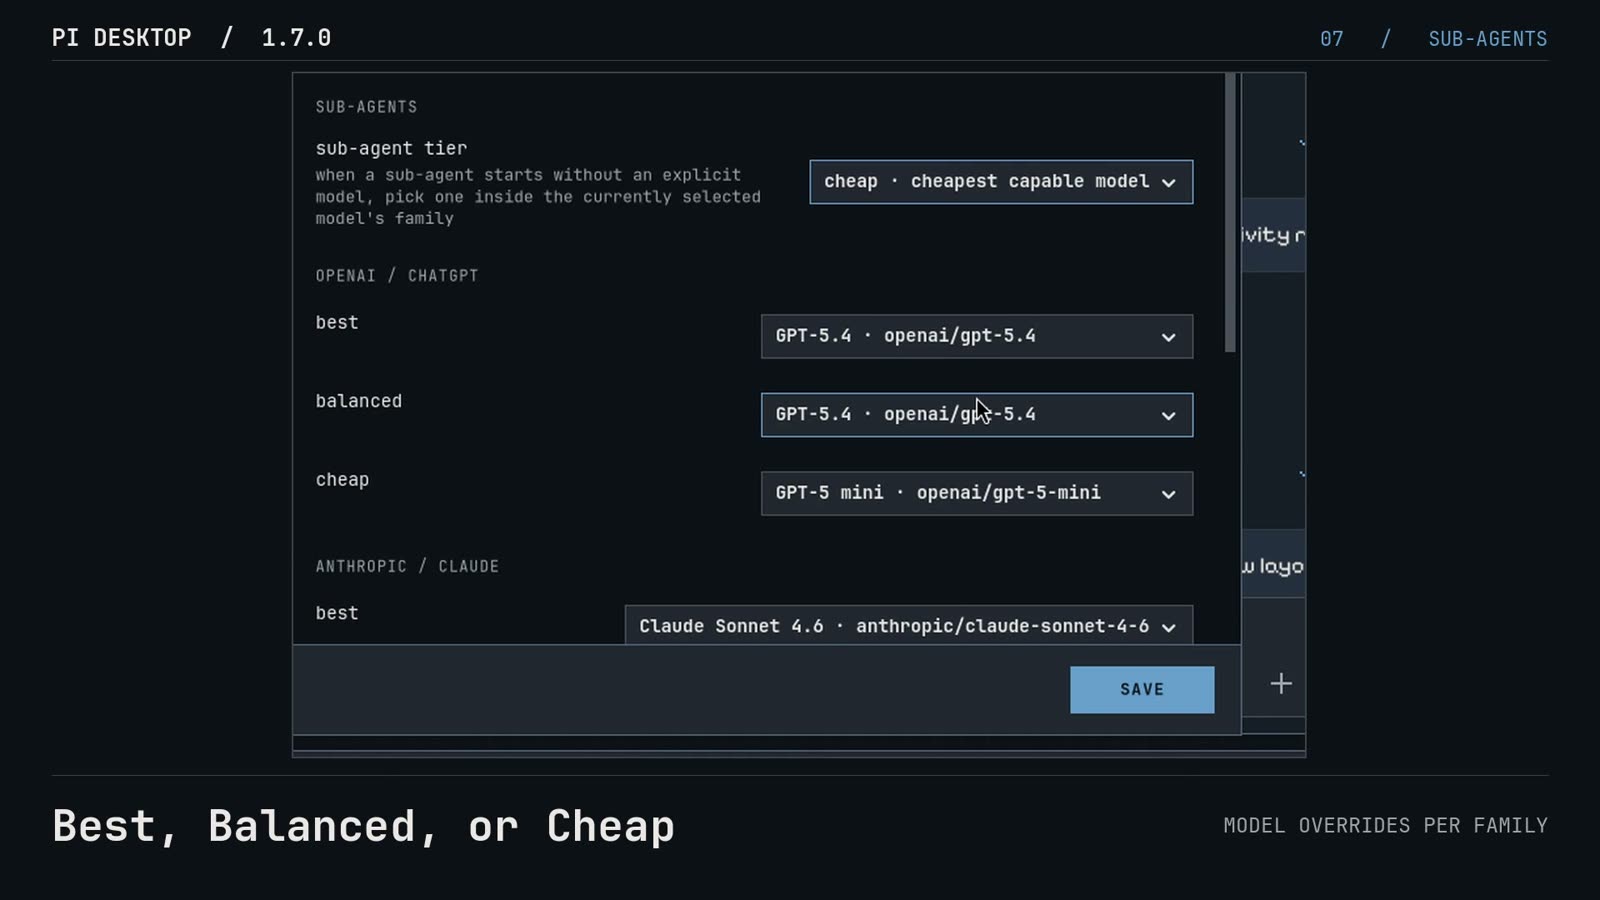 PI DESKTOP / 1.7.0
07 / SUB-AGENTS
SUB-AGENTS
sub-agent tier
when a sub-agent starts without an explicit
model, pick one inside the currently selected
model's family
cheap · cheapest capable model
OPENAI / CHATGPT
best
GPT-5.4 · openai/gpt-5.4
balanced
GPT-5.4 · openai/gpt-5.4
cheap
GPT-5 mini · openai/gpt-5-mini
ANTHROPIC / CLAUDE
best
Claude Sonnet 4.6 · anthropic/claude-sonnet-4-6
SAVE
Best, Balanced, or Cheap
MODEL OVERRIDES PER FAMILY